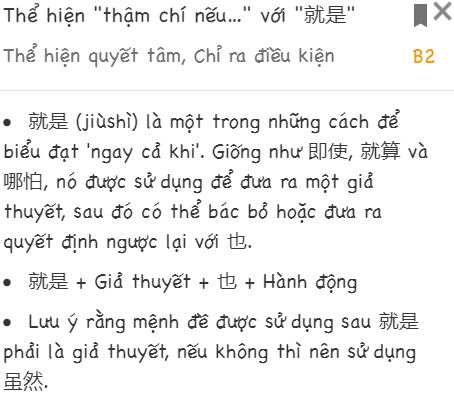 Thể hiện "thậm chí nếu..." với "就是"
Thể hiện quyết tâm, Chỉ ra điều kiện B2
• 就是 (jiùshì) là một trong những cách để
biểu đạt 'ngay cả khi'. Giống như 即使, 就算 và
哪怕, nó được sử dụng để đưa ra một giả
thuyết, sau đó có thể bác bỏ hoặc đưa ra
quyết định ngược lại với 也.
• 就是 + Giả thuyết + 也 + Hành động
• Lưu ý rằng mệnh đề được sử dụng sau 就是
phải là giả thuyết, nếu không thì nên sử dụng
虽然.